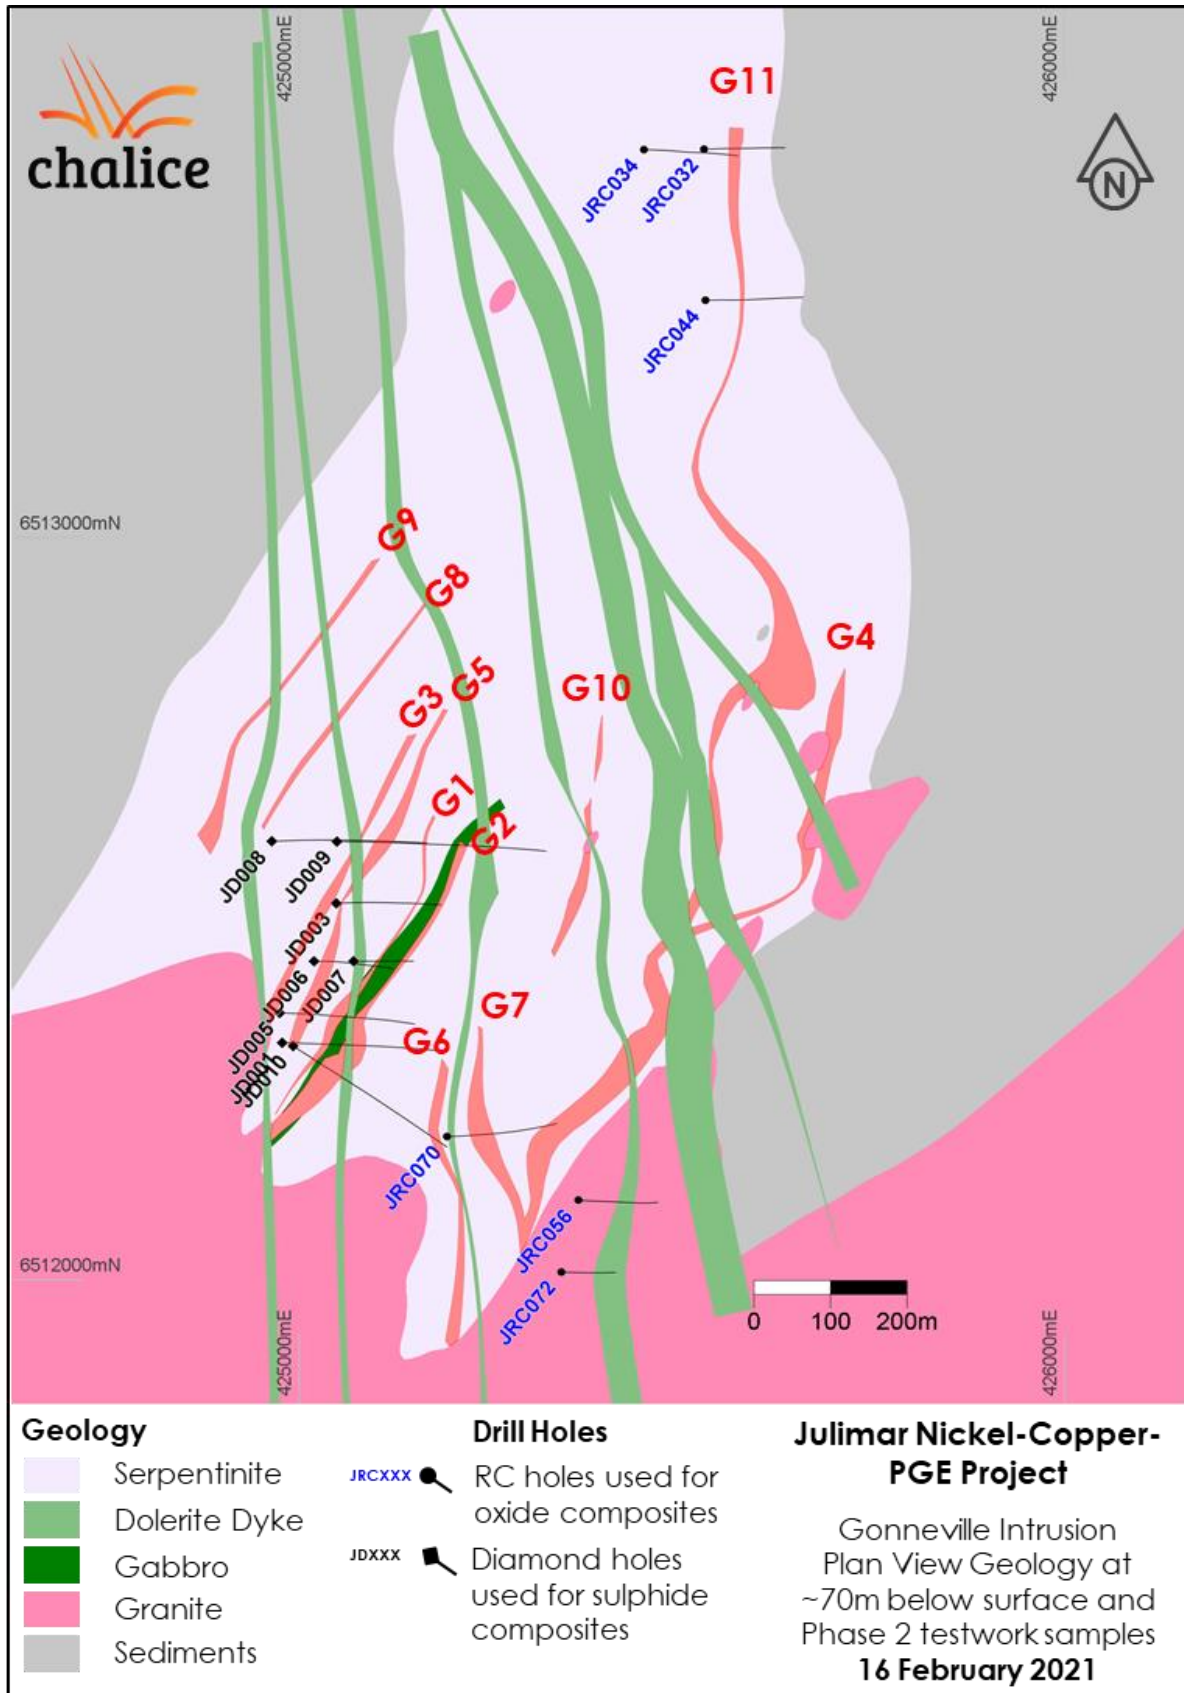 425000mE
426000mE
chalice
G11
N
JRC034
JRC032
JRC044
6513000mN
G9
G8
G4
G5
G3
G10
G1
G2
JD008
JD009
JD003
JD006
JD007
G7
G6
JD005
JD001
JD010
JRC070
JRC056
6512000mN
JRC072
0 100 200m
425000mE
426000mE
Geology
Serpentinite
Dolerite Dyke
Gabbro
Granite
Sediments
Drill Holes
JRCXXX RC holes used for
oxide composites
JDXXX Diamond holes
used for sulphide
composites
Julimar Nickel-Copper-
PGE Project
Gonneville Intrusion
Plan View Geology at
~70m below surface and
Phase 2 testwork samples
16 February 2021